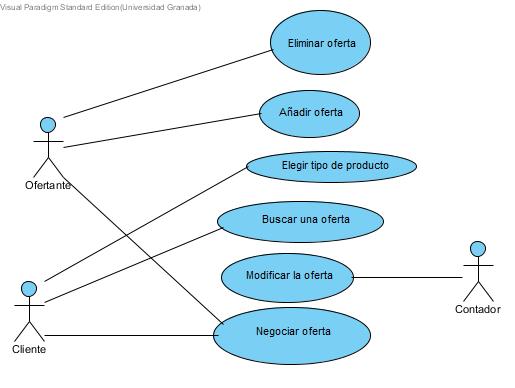 Visual Paradigm Standard Edition(Universidad Granada)
Eliminar oferta
Añadir oferta
Elegir tipo de producto
Ofertante
Buscar una oferta
Modificar la oferta
Contador
Negociar oferta
Cliente